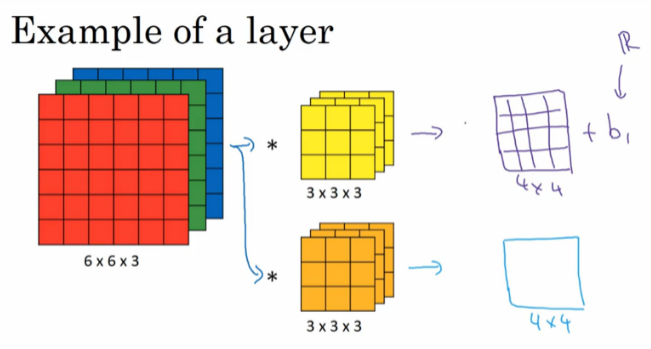 Example of a layer
ℝ
*
3 x 3 x 3
+ b₁
4x4
6 x 6 x 3
*
3 x 3 x 3
4x4